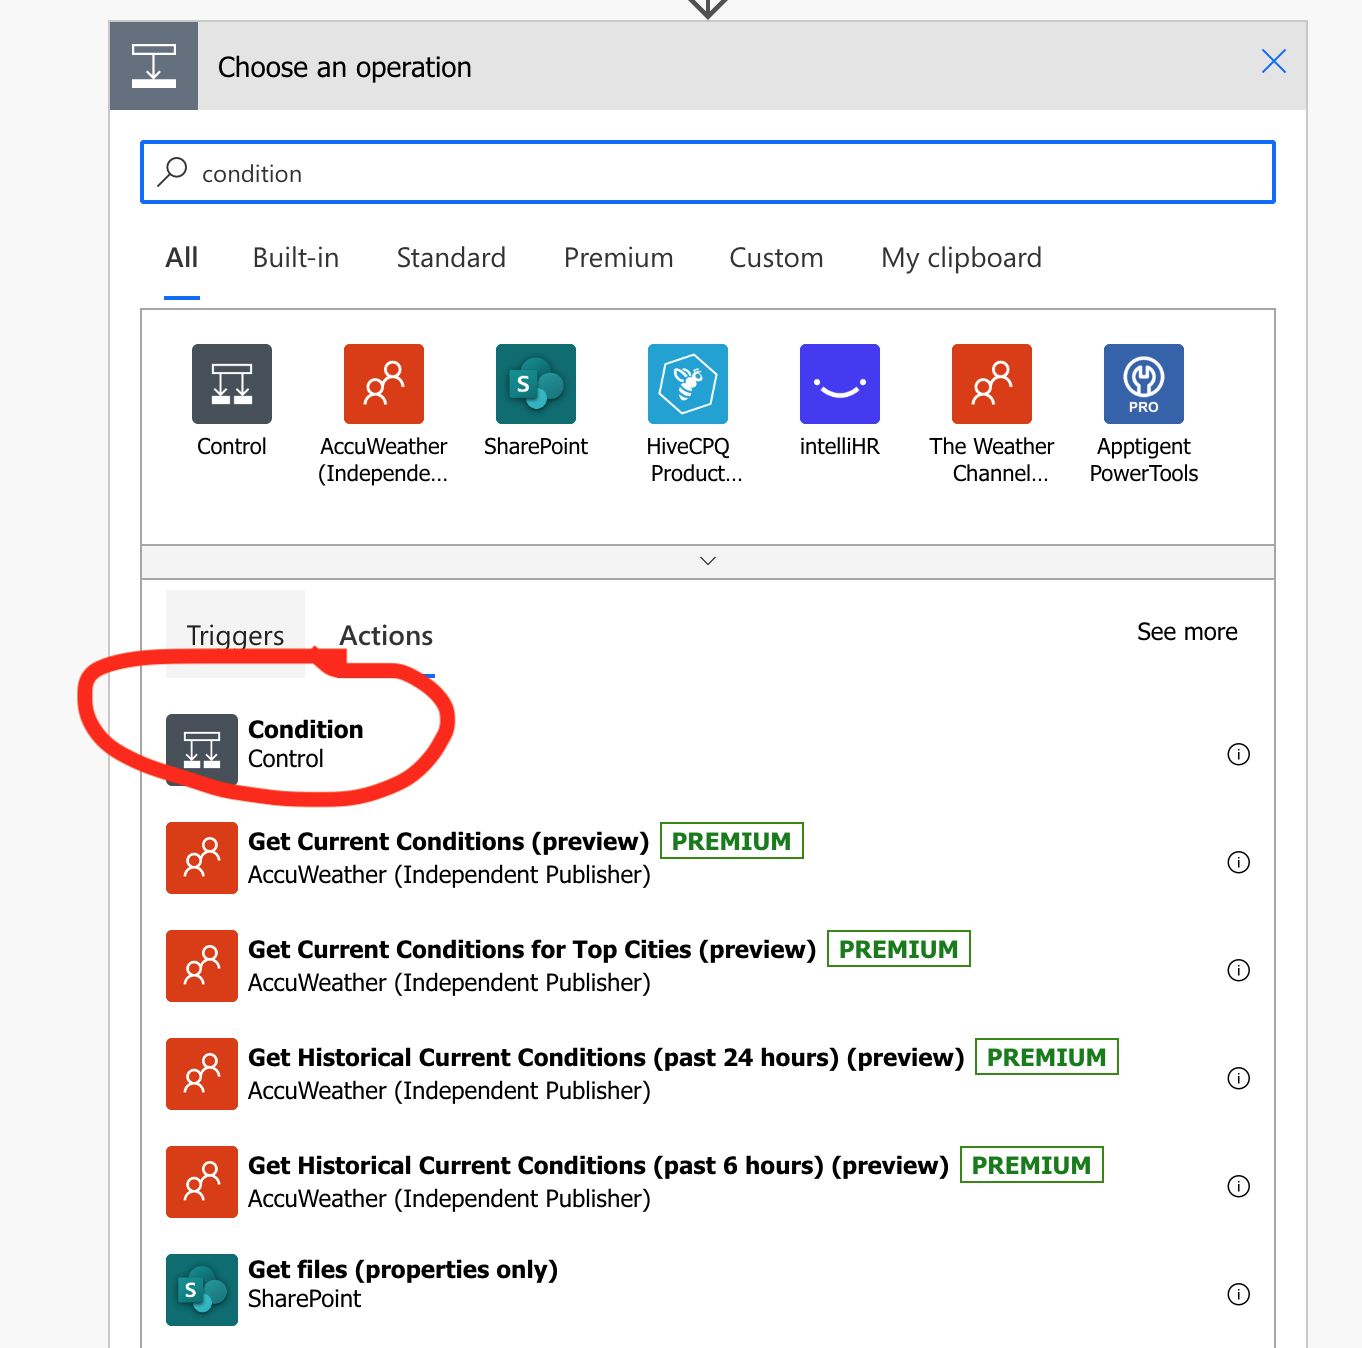 Choose an operation
condition
All Built-in Standard Premium Custom My clipboard
Control AccuWeather SharePoint HiveCPQ intelliHR The Weather Apptigent
(Independe... Product... Channel... PowerTools
S
PRO
Triggers Actions See more
Condition
Control
Get Current Conditions (preview) PREMIUM
AccuWeather (Independent Publisher)
Get Current Conditions for Top Cities (preview) PREMIUM
AccuWeather (Independent Publisher)
Get Historical Current Conditions (past 24 hours) (preview) PREMIUM
AccuWeather (Independent Publisher)
Get Historical Current Conditions (past 6 hours) (preview) PREMIUM
AccuWeather (Independent Publisher)
S
Get files (properties only)
SharePoint